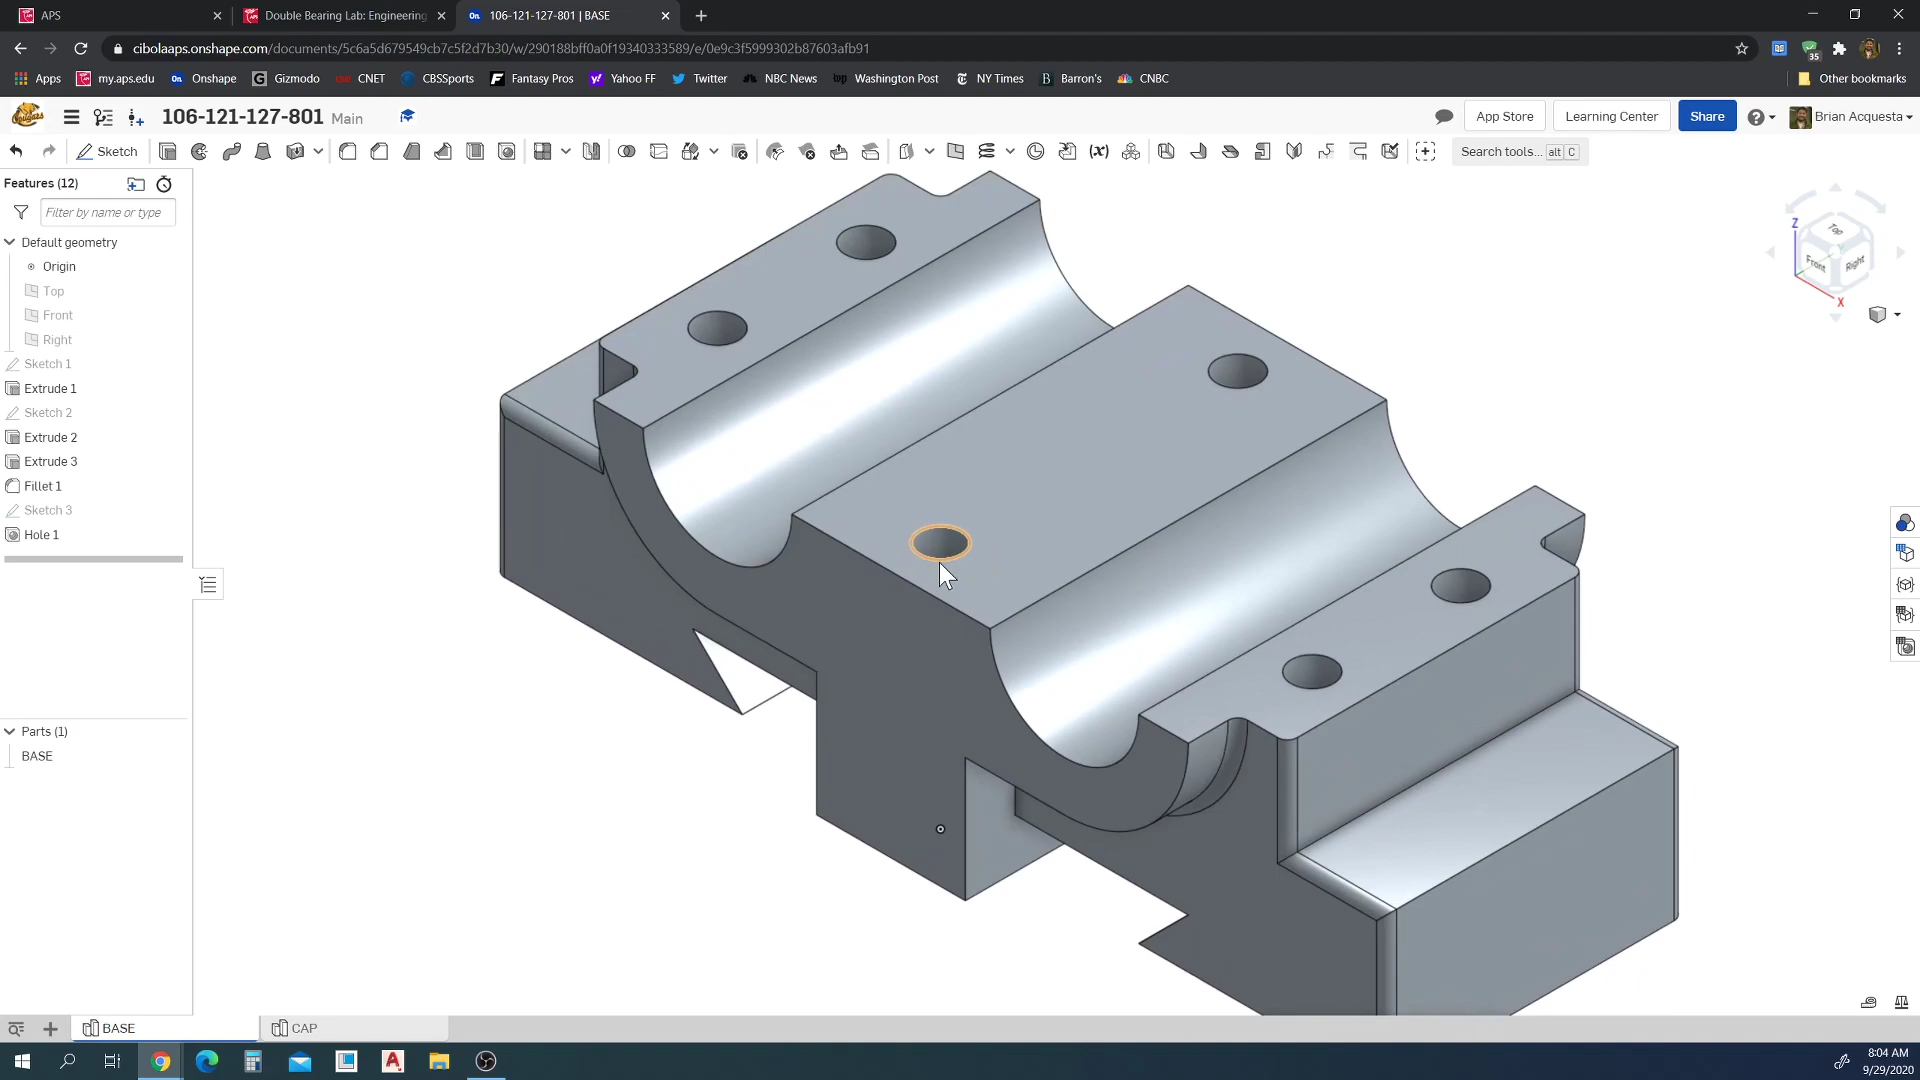 APS
Double Bearing Lab: Engineering
On 106-121-127-801 | BASE
cibolaaps.onshape.com/documents/5c6a5d679549cb7c5f2d7b30/w/290188bff0a0f19340333589/e/0e9c3f5999302b87603afb91
35
Apps
my.aps.edu
On Onshape
G Gizmodo
CNET
CBSSports
F Fantasy Pros
y! Yahoo FF
Twitter
NBC News
wp Washington Post
NY Times
B Barron's
CNBC
Other bookmarks
106-121-127-801 Main
App Store
Learning Center
Share
Brian Acquesta
Sketch
(x)
Search tools... alt C
Features (12)
Filter by name or type
Default geometry
Origin
Top
Front
Right
Sketch 1
Extrude 1
Sketch 2
Extrude 2
Extrude 3
Fillet 1
Sketch 3
Hole 1
Z
Top
Front
Right
X
Parts (1)
BASE
BASE
CAP
8:04 AM
9/29/2020